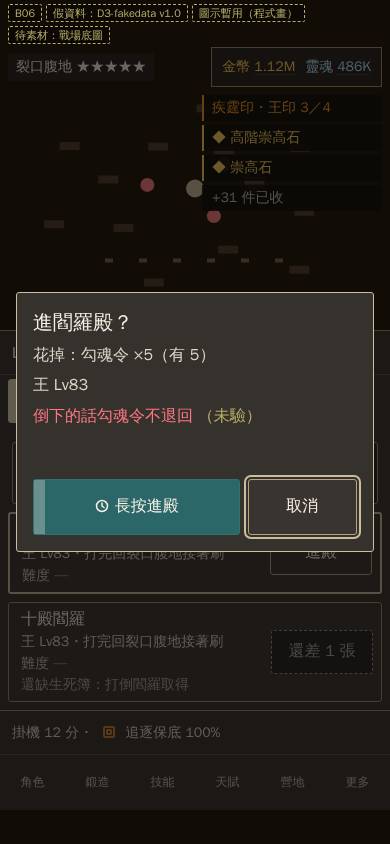 B06 假資料：D3-fakedata v1.0 圖示暫用（程式畫）
待素材：戰場底圖
裂口腹地 ★★★★★
金幣 1.12M 靈魂 486K
疾霆印・王印 3／4
◆ 高階崇高石
◆ 崇高石
+31 件已收
進閻羅殿？
花掉：勾魂令 ×5（有 5）
王 Lv83
倒下的話勾魂令不退回 （未驗）
長按進殿
取消
王 Lv83・打完回裂口腹地接著刷
進殿
難度 —
十殿閻羅
王 Lv83・打完回裂口腹地接著刷
還差 1 張
難度 —
還缺生死簿：打倒閻羅取得
掛機 12 分・ 追逐保底 100%
角色 鍛造 技能 天賦 營地 更多